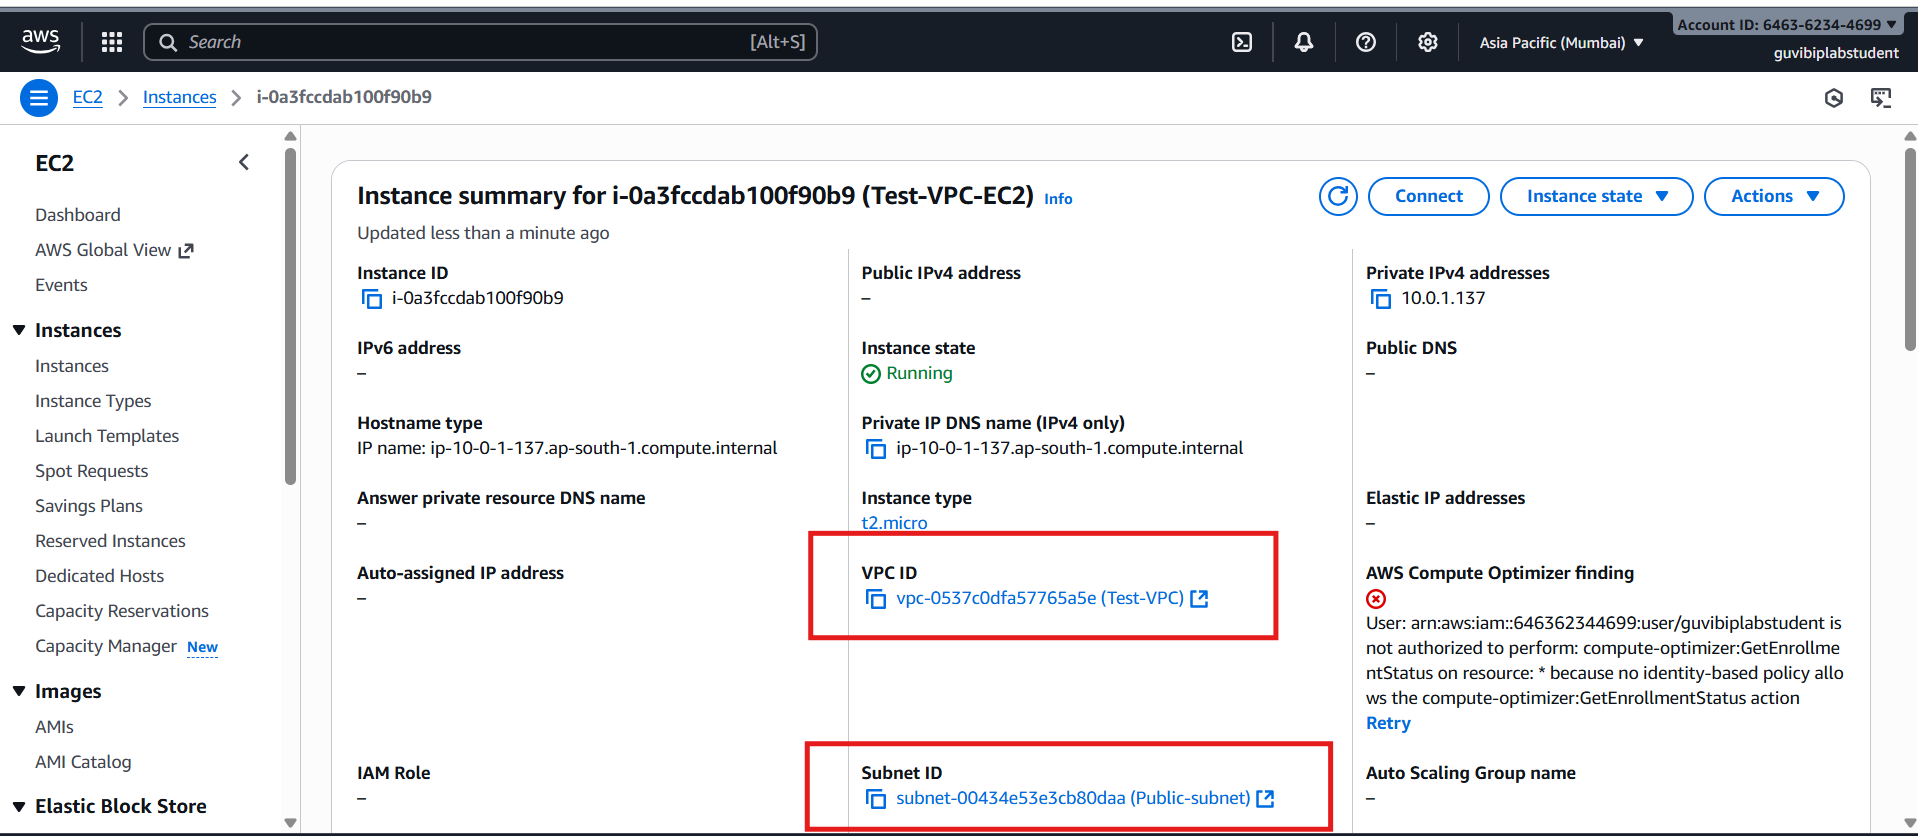 aws
Search
[Alt+S]
Asia Pacific (Mumbai)
Account ID: 6463-6234-4699
guvibiplabstudent
EC2
Instances
i-0a3fccdab100f90b9
EC2
Dashboard
AWS Global View
Events
Instances
Instances
Instance Types
Launch Templates
Spot Requests
Savings Plans
Reserved Instances
Dedicated Hosts
Capacity Reservations
Capacity Manager New
Images
AMIs
AMI Catalog
Elastic Block Store
Instance summary for i-0a3fccdab100f90b9 (Test-VPC-EC2) Info
Updated less than a minute ago
Connect
Instance state
Actions
Instance ID
i-0a3fccdab100f90b9
Public IPv4 address
–
Private IPv4 addresses
10.0.1.137
IPv6 address
–
Instance state
Running
Public DNS
–
Hostname type
IP name: ip-10-0-1-137.ap-south-1.compute.internal
Private IP DNS name (IPv4 only)
ip-10-0-1-137.ap-south-1.compute.internal
Answer private resource DNS name
–
Instance type
t2.micro
Elastic IP addresses
–
Auto-assigned IP address
–
VPC ID
vpc-0537c0dfa57765a5e (Test-VPC)
AWS Compute Optimizer finding
User: arn:aws:iam::646362344699:user/guvibiplabstudent is
not authorized to perform: compute-optimizer:GetEnrollme
ntStatus on resource: * because no identity-based policy allo
ws the compute-optimizer:GetEnrollmentStatus action
Retry
IAM Role
–
Subnet ID
subnet-00434e53e3cb80daa (Public-subnet)
Auto Scaling Group name
–